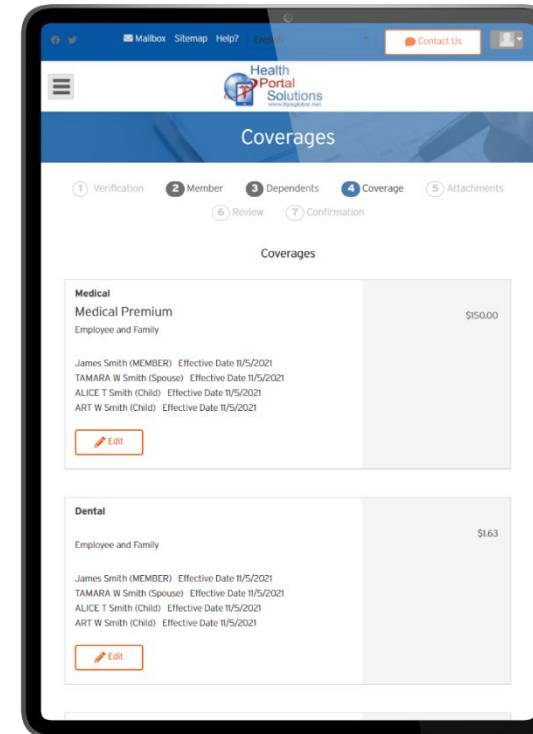 Mailbox Sitemap Help? English Contact Us
Health
Portal
Solutions
www.hpsglobal.net
Coverages
1 Verification 2 Member 3 Dependents 4 Coverage 5 Attachments
6 Review 7 Confirmation
Coverages
Medical
Medical Premium $150.00
Employee and Family
James Smith (MEMBER) Effective Date 11/5/2021
TAMARA W Smith (Spouse) Effective Date 11/5/2021
ALICE T Smith (Child) Effective Date 11/5/2021
ART W Smith (Child) Effective Date 11/5/2021
Edit
Dental
$1.63
Employee and Family
James Smith (MEMBER) Effective Date 11/5/2021
TAMARA W Smith (Spouse) Effective Date 11/5/2021
ALICE T Smith (Child) Effective Date 11/5/2021
ART W Smith (Child) Effective Date 11/5/2021
Edit